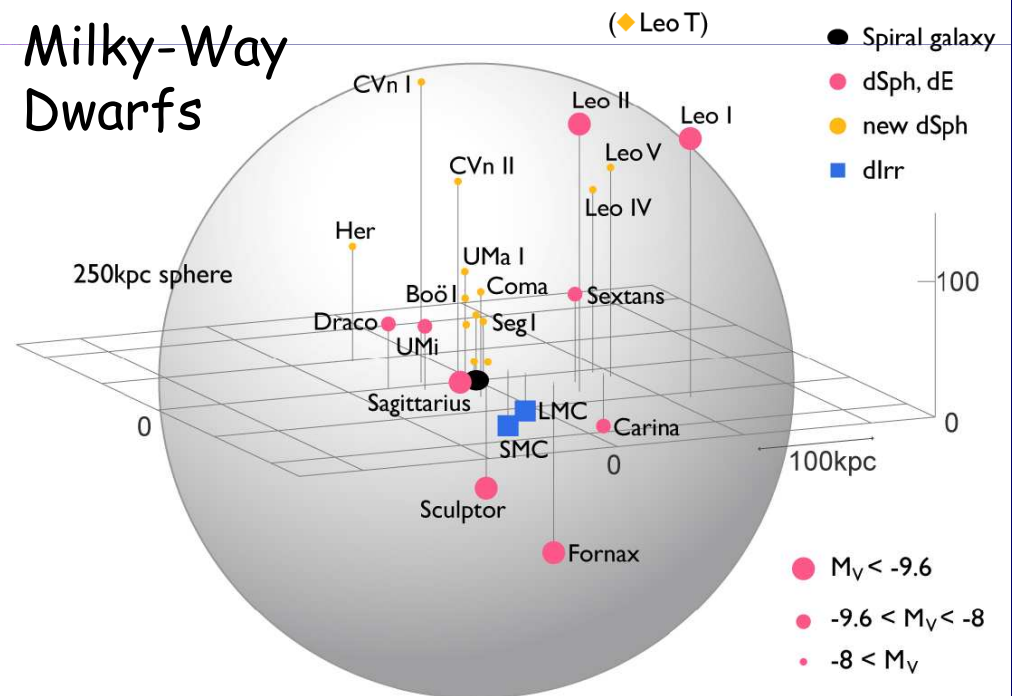 Milky-Way
Dwarfs
(Leo T)
Spiral galaxy
dSph, dE
new dSph
dIrr
CVn I
Leo II
Leo I
Leo V
CVn II
Leo IV
Her
UMa I
250kpc sphere
Coma
Boö I
Sextans
100
Draco
Seg I
UMi
Sagittarius
LMC
0
Carina
0
SMC
0
100kpc
Sculptor
Fornax
M_V < -9.6
-9.6 < M_V < -8
-8 < M_V